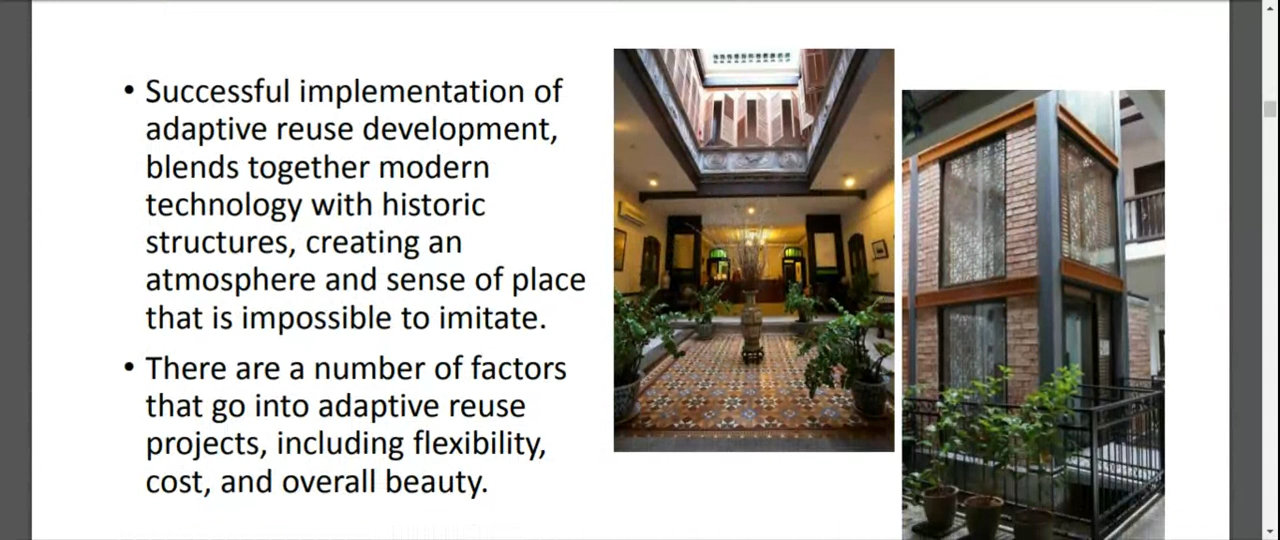 • Successful implementation of
adaptive reuse development,
blends together modern
technology with historic
structures, creating an
atmosphere and sense of place
that is impossible to imitate.
• There are a number of factors
that go into adaptive reuse
projects, including flexibility,
cost, and overall beauty.